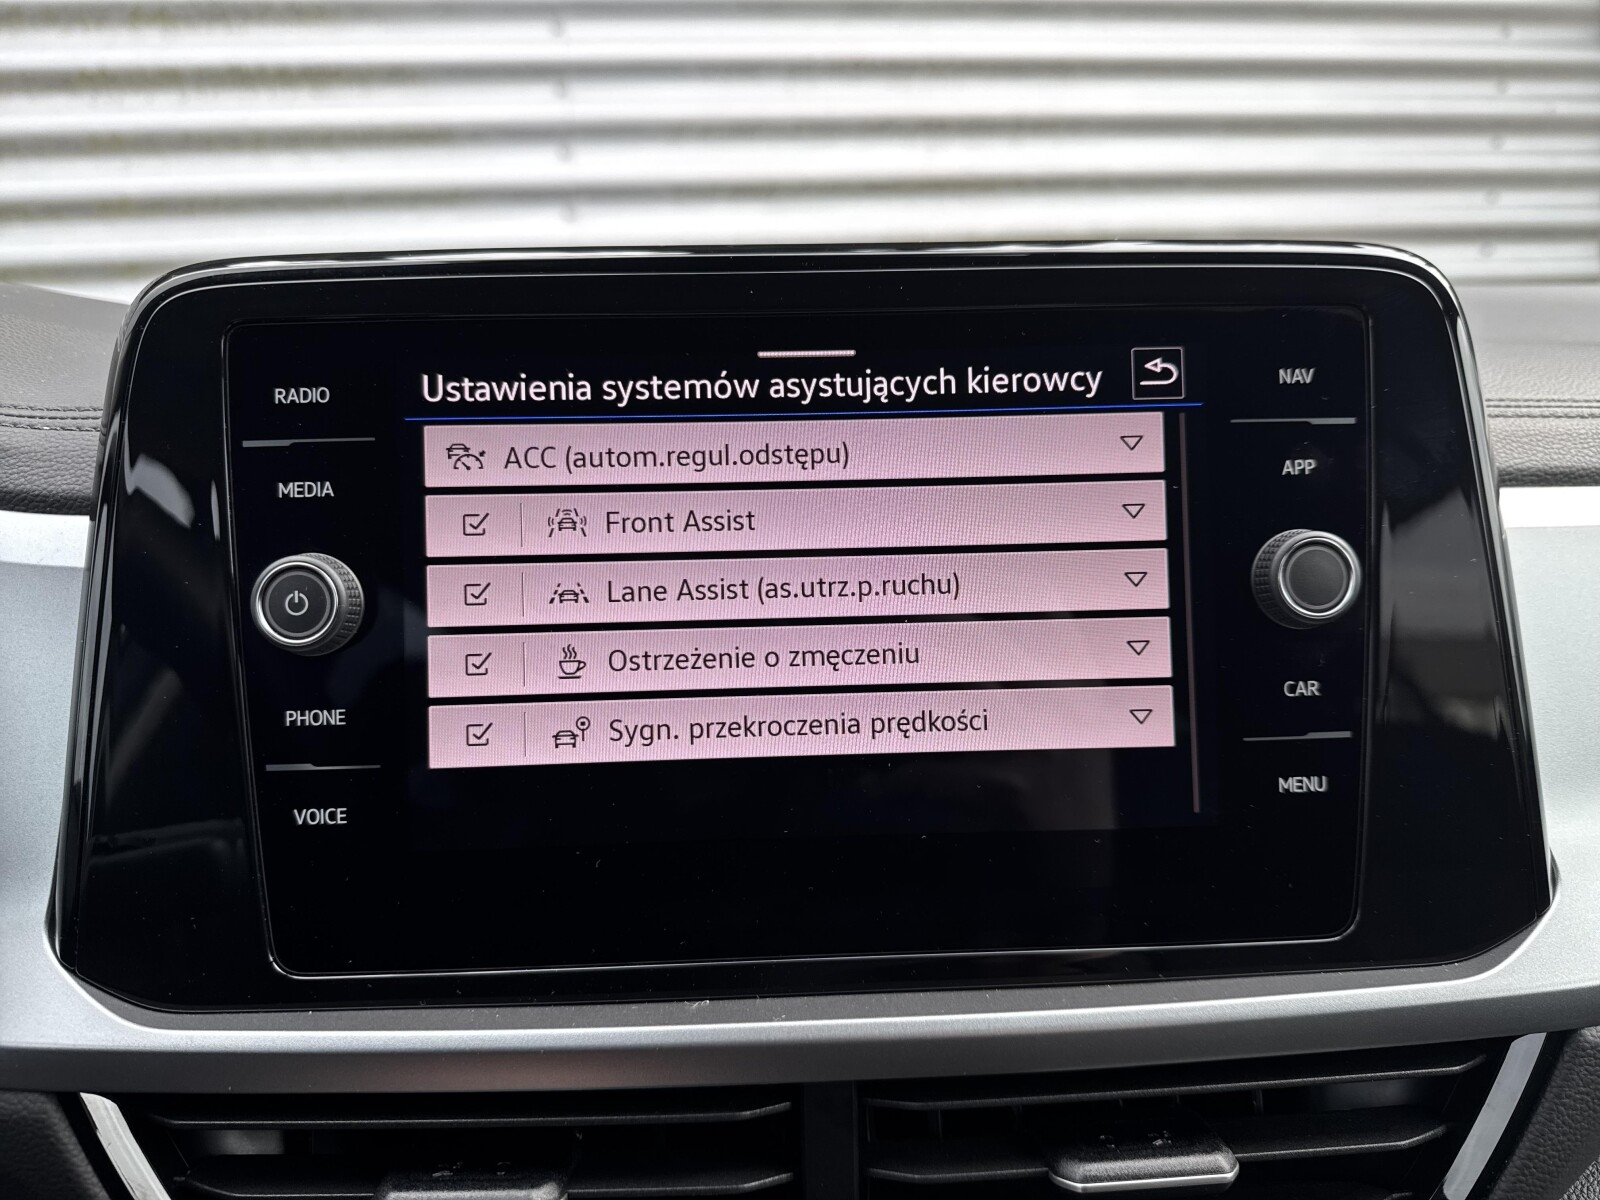 Ustawienia systemów asystujących kierowcy
ACC (autom.regul.odstępu)
Front Assist
Lane Assist (as.utrz.p.ruchu)
Ostrzeżenie o zmęczeniu
Sygn. przekroczenia prędkości
RADIO
MEDIA
PHONE
VOICE
NAV
APP
CAR
MENU